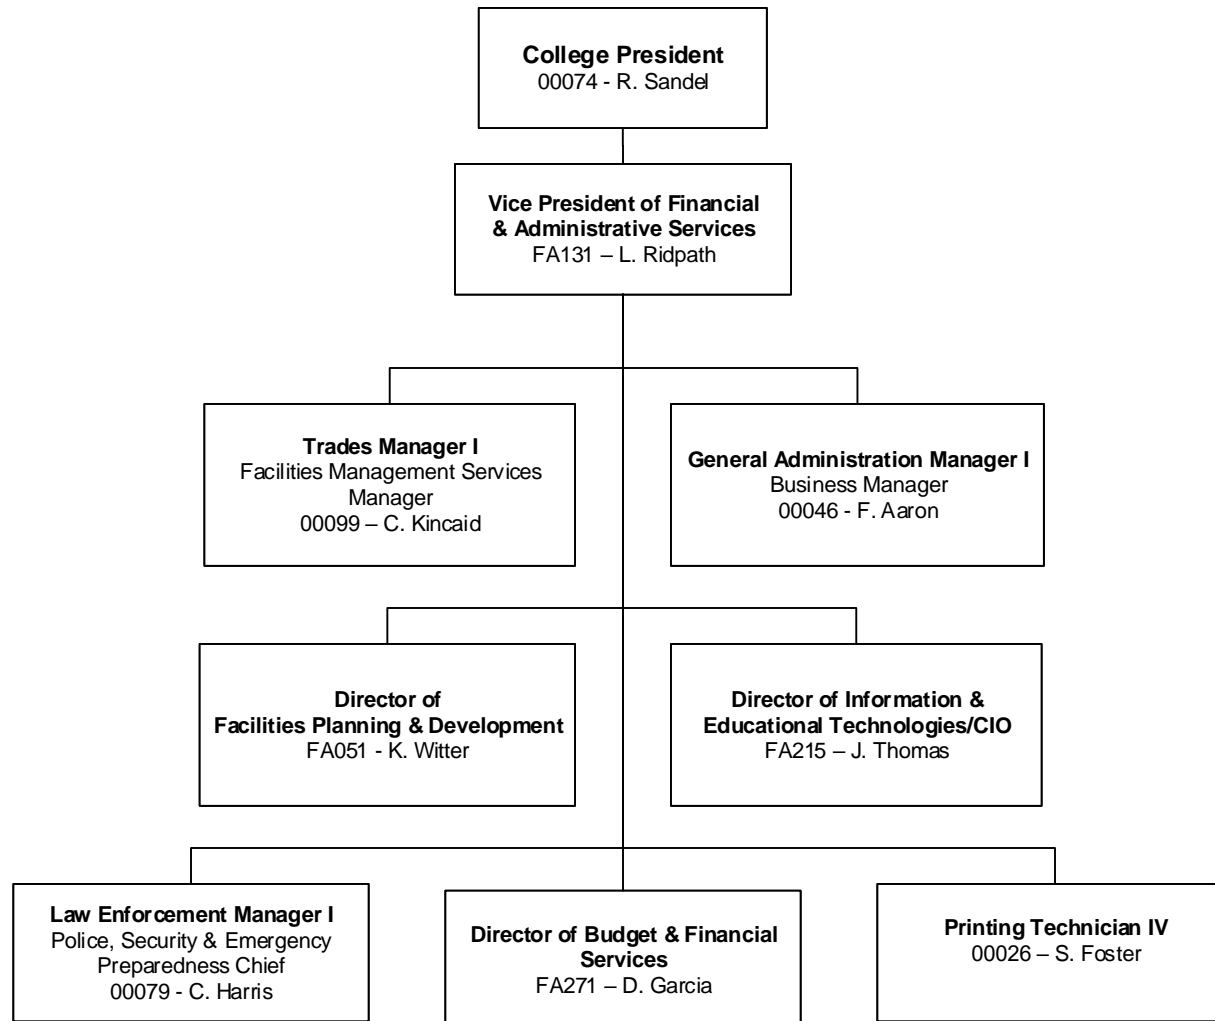 College President
00074 - R. Sandel
Vice President of Financial
& Administrative Services
FA131 – L. Ridpath
Trades Manager I
Facilities Management Services
Manager
00099 – C. Kincaid
General Administration Manager I
Business Manager
00046 - F. Aaron
Director of
Facilities Planning & Development
FA051 - K. Witter
Director of Information &
Educational Technologies/CIO
FA215 – J. Thomas
Law Enforcement Manager I
Police, Security & Emergency
Preparedness Chief
00079 - C. Harris
Director of Budget & Financial
Services
FA271 – D. Garcia
Printing Technician IV
00026 – S. Foster